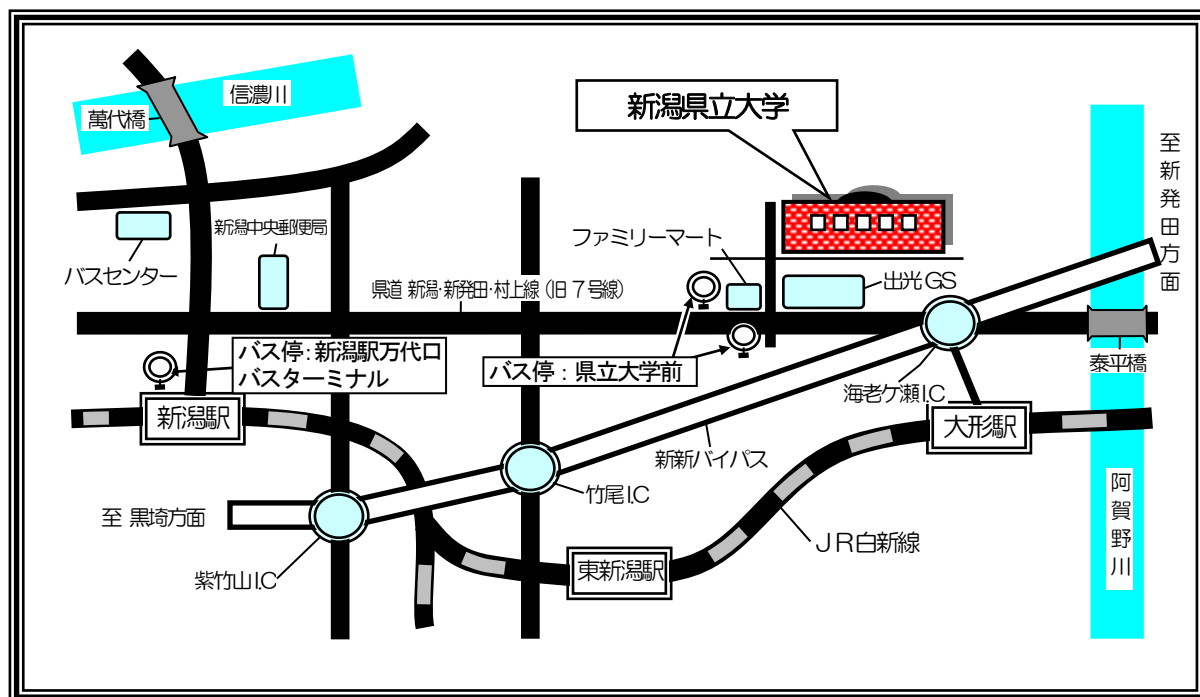 信濃川
萬代橋
新潟県立大学
至新発田方面
新潟中央郵便局
ファミリーマート
バスセンター
県道 新潟・新発田・村上線（旧７号線）
出光GS
バス停：新潟駅万代口
バスターミナル
バス停：県立大学前
泰平橋
海老ケ瀬I.C
新潟駅
大形駅
新新バイパス
竹尾I.C
阿賀野川
至 黒埼方面
ＪＲ白新線
東新潟駅
紫竹山I.C